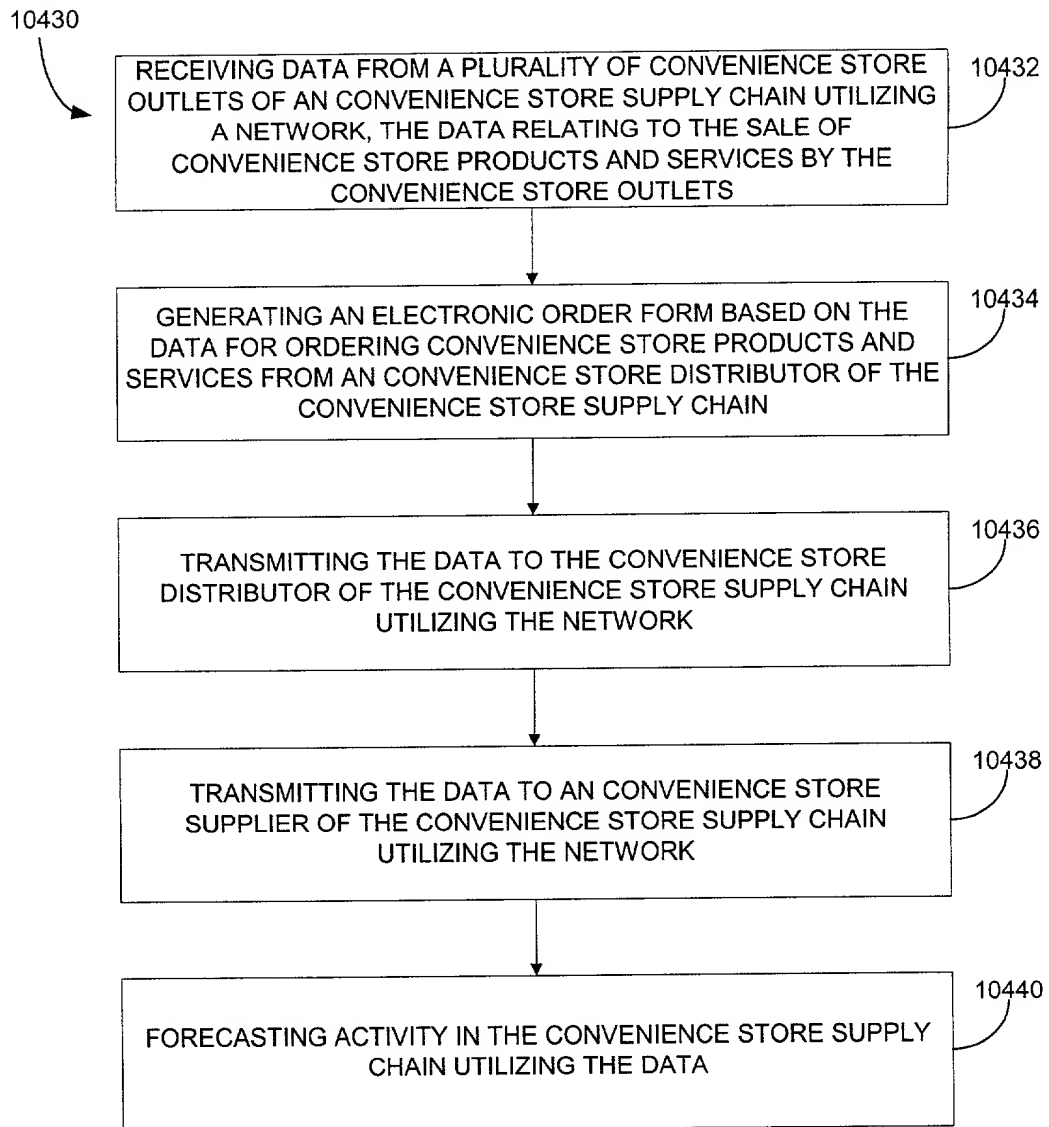 10430
RECEIVING DATA FROM A PLURALITY OF CONVENIENCE STORE
OUTLETS OF AN CONVENIENCE STORE SUPPLY CHAIN UTILIZING
A NETWORK, THE DATA RELATING TO THE SALE OF
CONVENIENCE STORE PRODUCTS AND SERVICES BY THE
CONVENIENCE STORE OUTLETS
10432
GENERATING AN ELECTRONIC ORDER FORM BASED ON THE
DATA FOR ORDERING CONVENIENCE STORE PRODUCTS AND
SERVICES FROM AN CONVENIENCE STORE DISTRIBUTOR OF THE
CONVENIENCE STORE SUPPLY CHAIN
10434
TRANSMITTING THE DATA TO THE CONVENIENCE STORE
DISTRIBUTOR OF THE CONVENIENCE STORE SUPPLY CHAIN
UTILIZING THE NETWORK
10436
TRANSMITTING THE DATA TO AN CONVENIENCE STORE
SUPPLIER OF THE CONVENIENCE STORE SUPPLY CHAIN
UTILIZING THE NETWORK
10438
FORECASTING ACTIVITY IN THE CONVENIENCE STORE SUPPLY
CHAIN UTILIZING THE DATA
10440